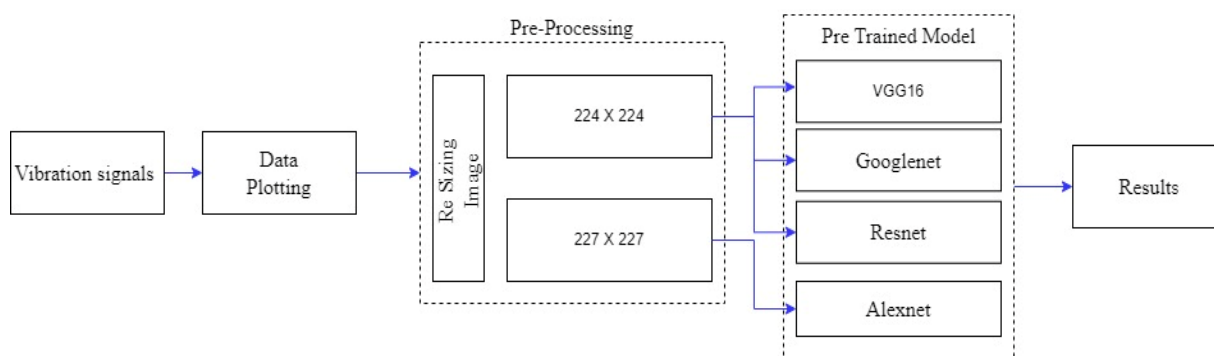 Vibration signals
Data
Plotting
Pre-Processing
Re Sizing
Image
224 X 224
227 X 227
Pre Trained Model
VGG16
Googlenet
Resnet
Alexnet
Results